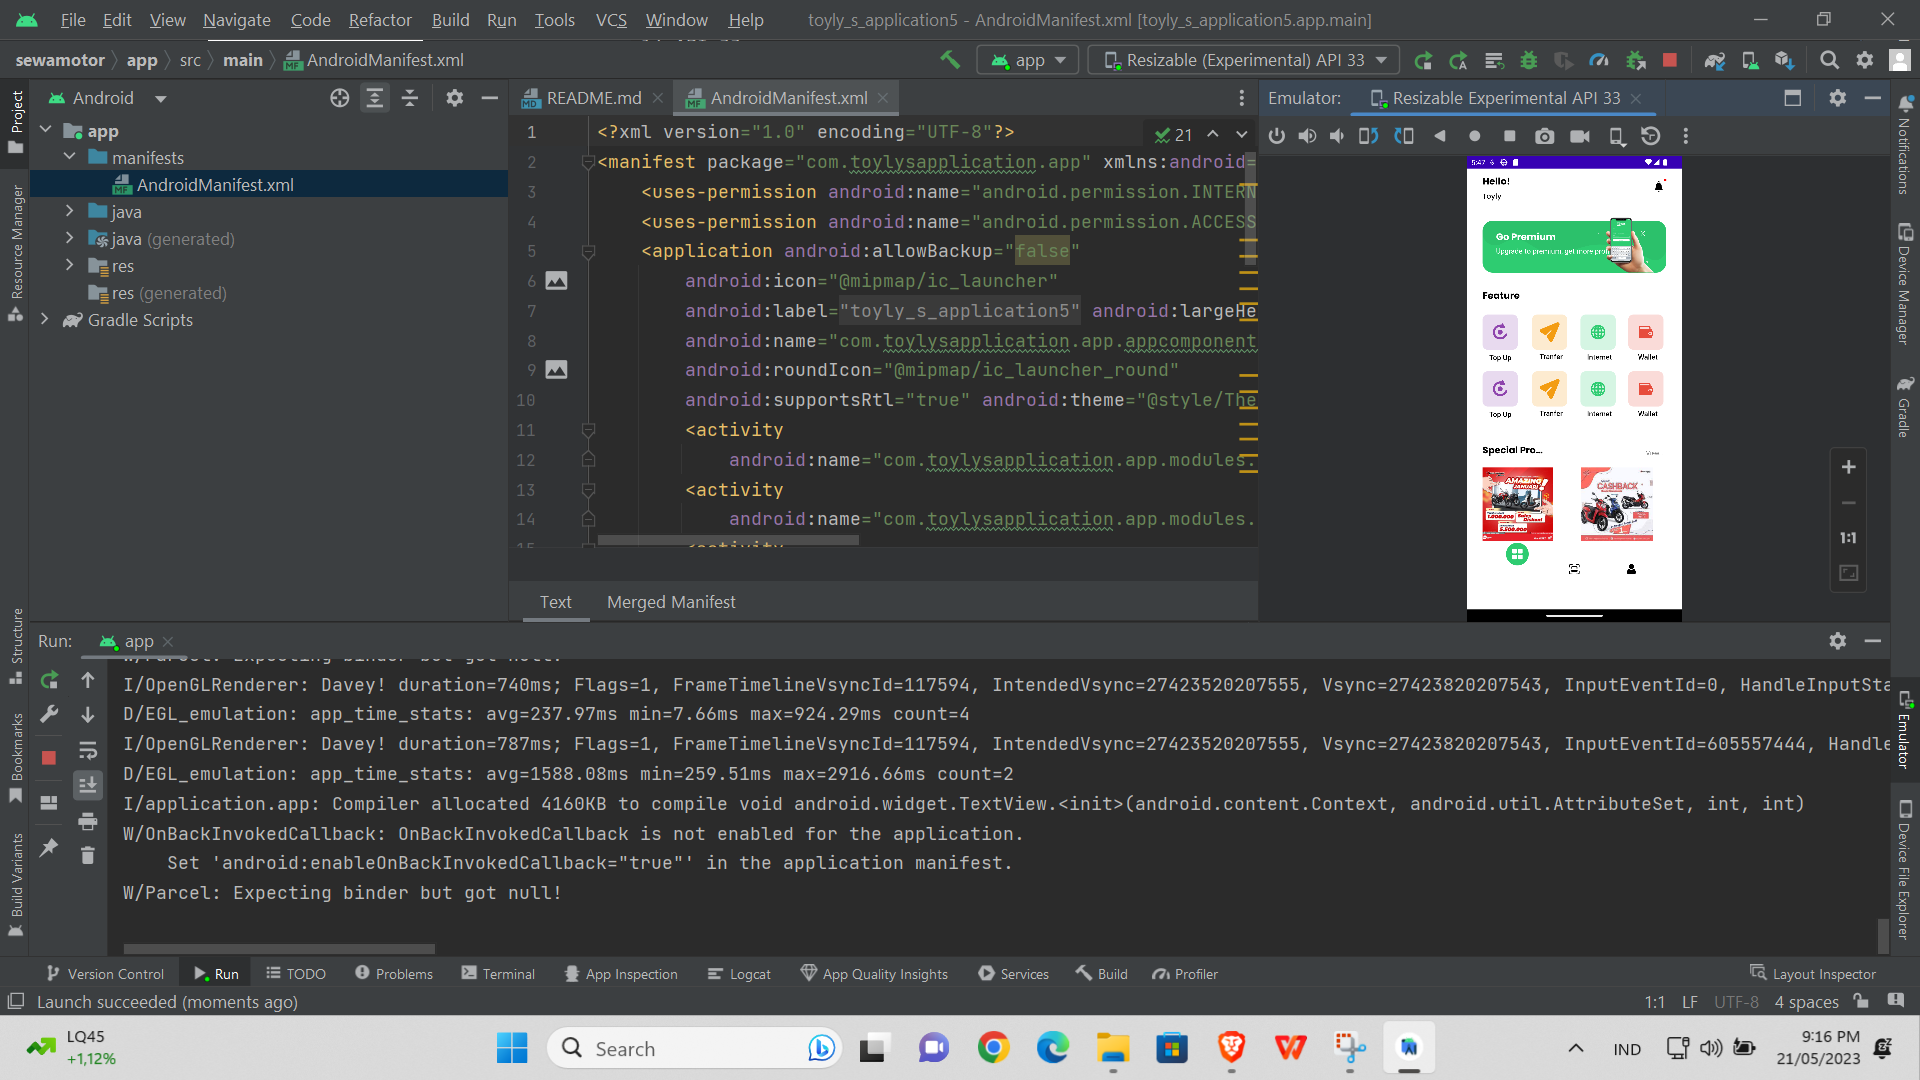 File Edit View Navigate Code Refactor Build Run Tools VCS Window Help toyly_s_application5 - AndroidManifest.xml [toyly_s_application5.app.main]
sewamotor app src main AndroidManifest.xml app Resizable (Experimental) API 33
Project
Resource Manager
Structure
Bookmarks
Build Variants
Android
app
manifests
AndroidManifest.xml
java
java (generated)
res
res (generated)
Gradle Scripts
README.md AndroidManifest.xml
21
1 <?xml version="1.0" encoding="UTF-8"?>
2 <manifest package="com.toylysapplication.app" xmlns:android=
3 <uses-permission android:name="android.permission.INTERN
4 <uses-permission android:name="android.permission.ACCESS
5 <application android:allowBackup="false"
6 android:icon="@mipmap/ic_launcher"
7 android:label="toyly_s_application5" android:largeHe
8 android:name="com.toylysapplication.app.appcomponent
9 android:roundIcon="@mipmap/ic_launcher_round"
10 android:supportsRtl="true" android:theme="@style/The
11 <activity
12 android:name="com.toylysapplication.app.modules.
13 <activity
14 android:name="com.toylysapplication.app.modules.
15 <activity
Text Merged Manifest
Emulator: Resizable Experimental API 33
5:47
Hello!
Toyly
Go Premium
Upgrade to premium, get more pro
Feature
Top Up Tranfer Internet Wallet
Top Up Tranfer Internet Wallet
Special Pro... View
AMAZING
JANUARI
CASHBACK
1:1
Notifications
Device Manager
Gradle
Emulator
Device File Explorer
Run: app
W/Parcel: Expecting binder but got null!
I/OpenGLRenderer: Davey! duration=740ms; Flags=1, FrameTimelineVsyncId=117594, IntendedVsync=27423520207555, Vsync=27423820207543, InputEventId=0, HandleInputSta
D/EGL_emulation: app_time_stats: avg=237.97ms min=7.66ms max=924.29ms count=4
I/OpenGLRenderer: Davey! duration=787ms; Flags=1, FrameTimelineVsyncId=117594, IntendedVsync=27423520207555, Vsync=27423820207543, InputEventId=605557444, Handle
D/EGL_emulation: app_time_stats: avg=1588.08ms min=259.51ms max=2916.66ms count=2
I/application.app: Compiler allocated 4160KB to compile void android.widget.TextView.<init>(android.content.Context, android.util.AttributeSet, int, int)
W/OnBackInvokedCallback: OnBackInvokedCallback is not enabled for the application.
Set 'android:enableOnBackInvokedCallback="true"' in the application manifest.
W/Parcel: Expecting binder but got null!
Version Control Run TODO Problems Terminal App Inspection Logcat App Quality Insights Services Build Profiler Layout Inspector
Launch succeeded (moments ago) 1:1 LF UTF-8 4 spaces
LQ45
+1,12%
Search
IND
9:16 PM
21/05/2023